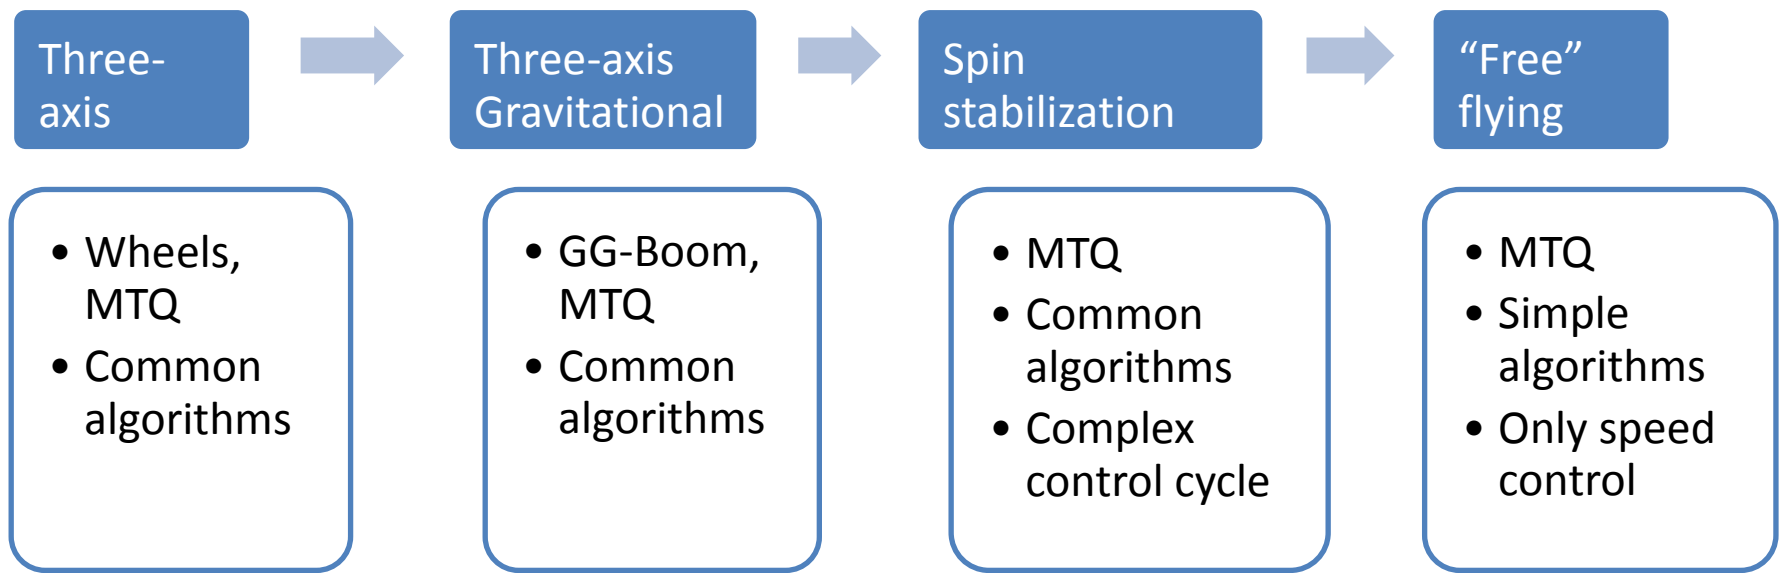 Three-
axis
Three-axis
Gravitational
Spin
stabilization
“Free”
flying
• Wheels,
MTQ
• Common
algorithms
• GG-Boom,
MTQ
• Common
algorithms
• MTQ
• Common
algorithms
• Complex
control cycle
• MTQ
• Simple
algorithms
• Only speed
control